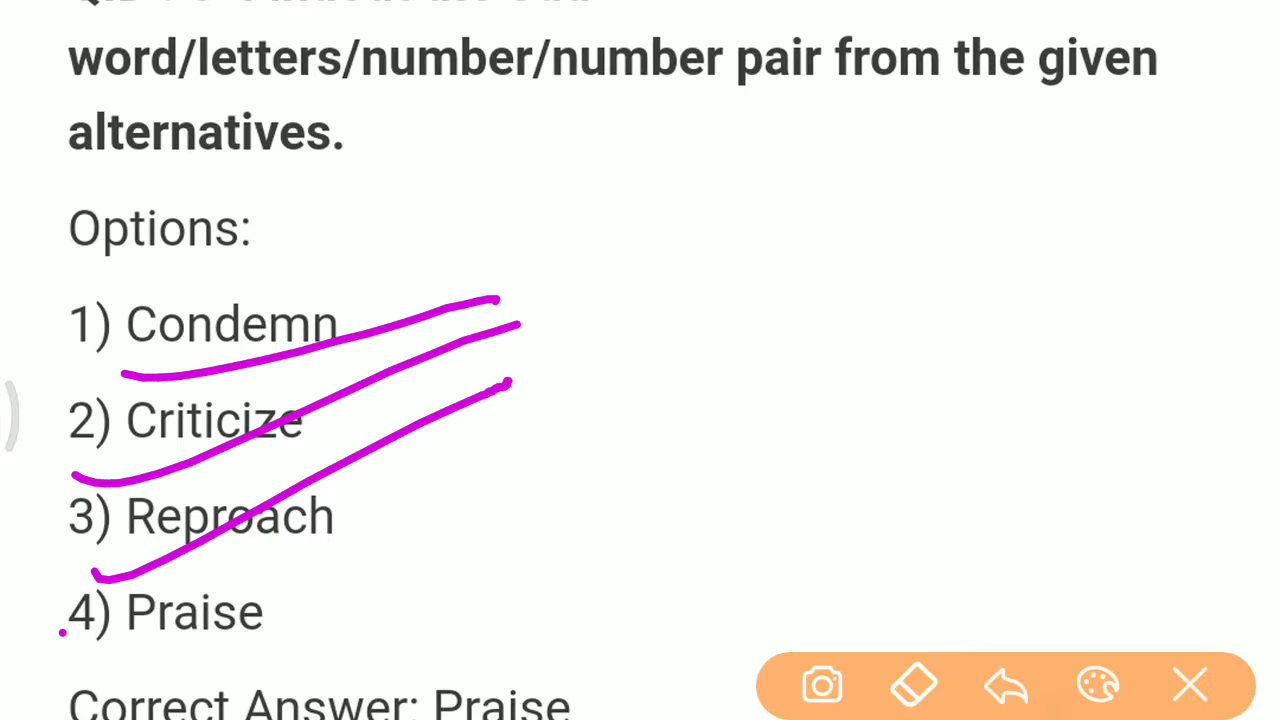 word/letters/number/number pair from the given
alternatives.
Options:
1) Condemn
2) Criticize
3) Reproach
4) Praise
Correct Answer: Praise